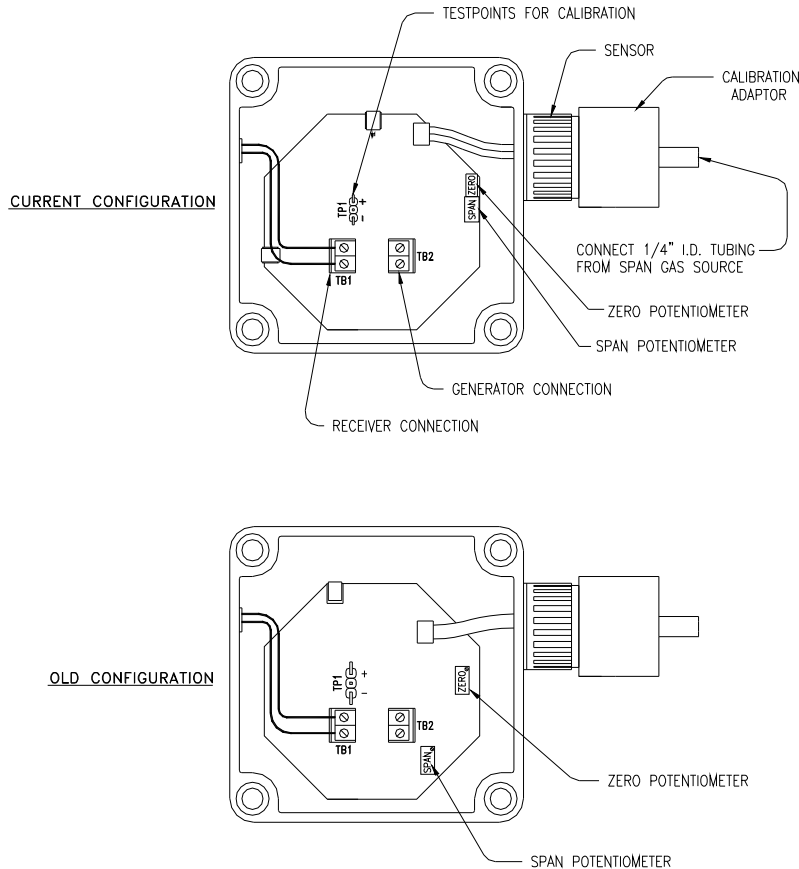 TESTPOINTS FOR CALIBRATION
SENSOR
CALIBRATION
ADAPTOR
CURRENT CONFIGURATION
TP1
+
-
ZERO
SPAN
TB1
TB2
CONNECT 1/4" I.D. TUBING
FROM SPAN GAS SOURCE
ZERO POTENTIOMETER
SPAN POTENTIOMETER
GENERATOR CONNECTION
RECEIVER CONNECTION
OLD CONFIGURATION
TP1
+
-
ZERO
TB1
TB2
SPAN
ZERO POTENTIOMETER
SPAN POTENTIOMETER